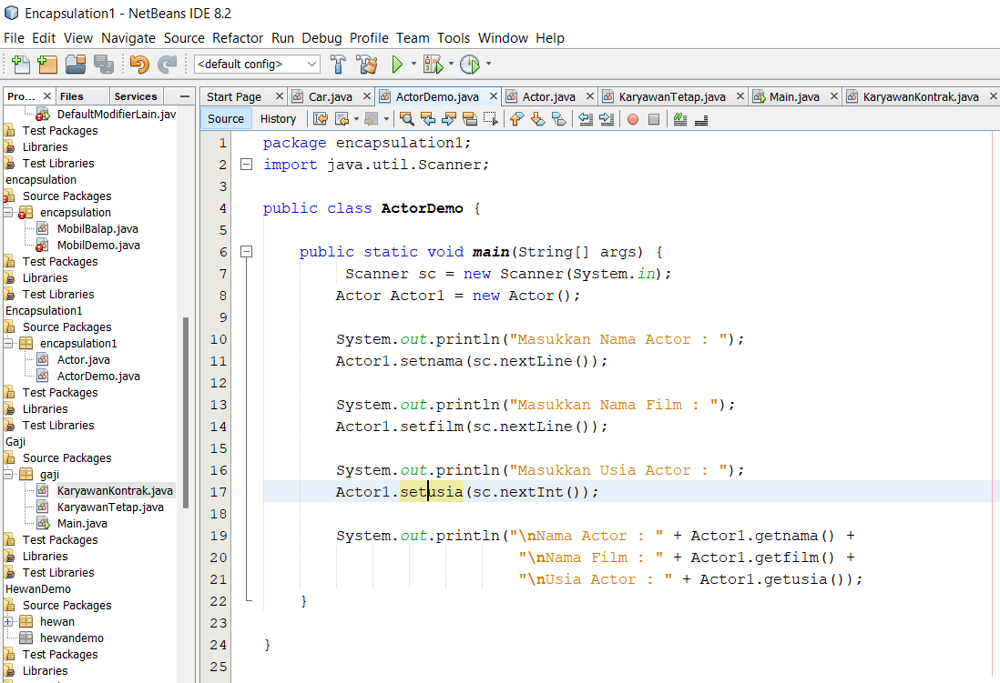 Encapsulation1 - NetBeans IDE 8.2
File Edit View Navigate Source Refactor Run Debug Profile Team Tools Window Help
<default config>
Pro... Files Services
Start Page Car.java ActorDemo.java Actor.java KaryawanTetap.java Main.java KaryawanKontrak.java
Source History
DefaultModifierLain.jav
Test Packages
Libraries
Test Libraries
encapsulation
Source Packages
encapsulation
MobilBalap.java
MobilDemo.java
Test Packages
Libraries
Test Libraries
Encapsulation1
Source Packages
encapsulation1
Actor.java
ActorDemo.java
Test Packages
Libraries
Test Libraries
Gaji
Source Packages
gaji
KaryawanKontrak.java
KaryawanTetap.java
Main.java
Test Packages
Libraries
Test Libraries
HewanDemo
Source Packages
hewan
hewandemo
Test Packages
Libraries
1 package encapsulation1;
2 import java.util.Scanner;
3
4 public class ActorDemo {
5
6 public static void main(String[] args) {
7 Scanner sc = new Scanner(System.in);
8 Actor Actor1 = new Actor();
9
10 System.out.println("Masukkan Nama Actor : ");
11 Actor1.setnama(sc.nextLine());
12
13 System.out.println("Masukkan Nama Film : ");
14 Actor1.setfilm(sc.nextLine());
15
16 System.out.println("Masukkan Usia Actor : ");
17 Actor1.setusia(sc.nextInt());
18
19 System.out.println("\nNama Actor : " + Actor1.getnama() +
20 "\nNama Film : " + Actor1.getfilm() +
21 "\nUsia Actor : " + Actor1.getusia());
22 }
23
24 }
25